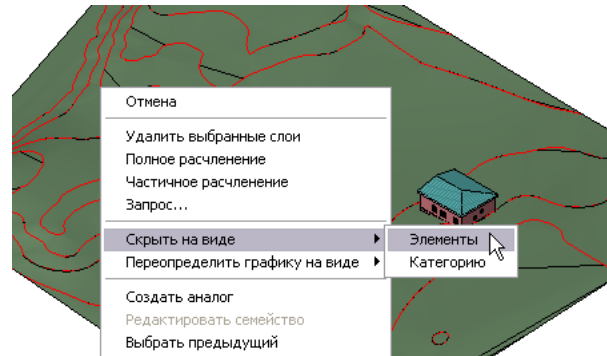 Отмена
Удалить выбранные слои
Полное расчленение
Частичное расчленение
Запрос...
Скрыть на виде
Элементы
Переопределить графику на виде
Категорию
Создать аналог
Редактировать семейство
Выбрать предыдущий